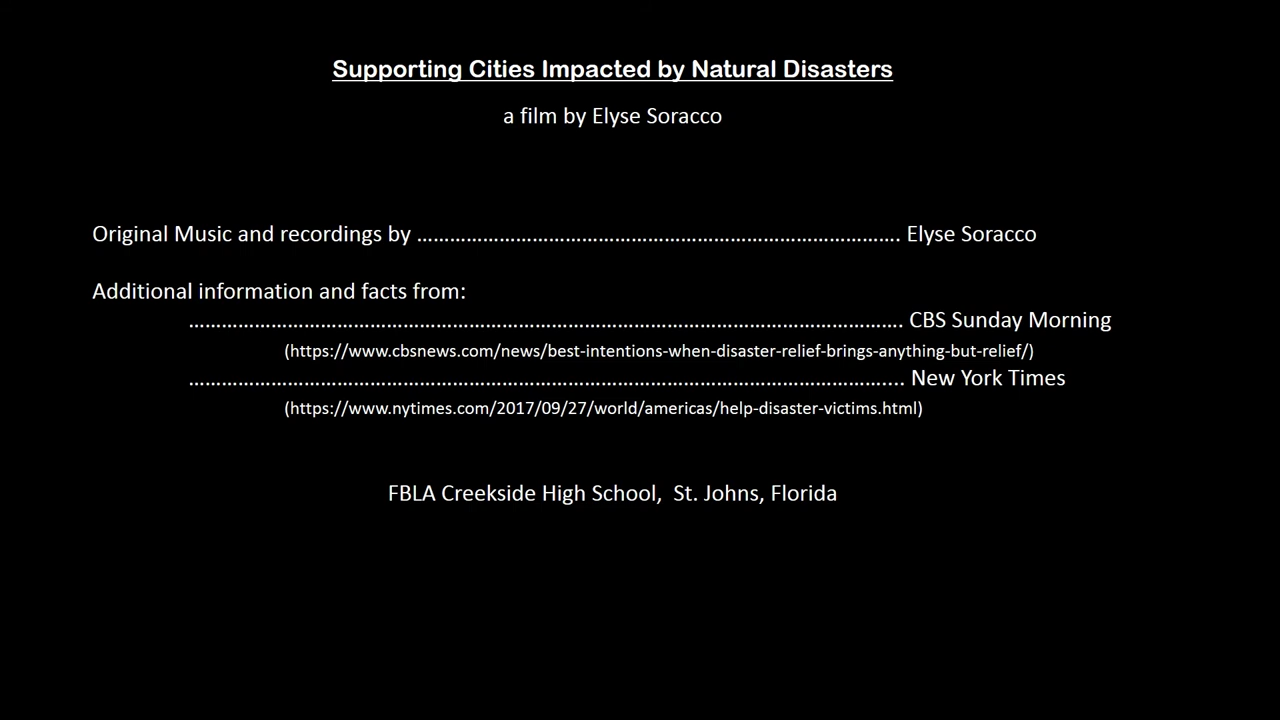 Supporting Cities Impacted by Natural Disasters
a film by Elyse Soracco
Original Music and recordings by ……………………………………………………………………………. Elyse Soracco
Additional information and facts from:
…………………………………………………………………………………………………………………. CBS Sunday Morning
(https://www.cbsnews.com/news/best-intentions-when-disaster-relief-brings-anything-but-relief/)
………………………………………………………………………………………………………………….. New York Times
(https://www.nytimes.com/2017/09/27/world/americas/help-disaster-victims.html)
FBLA Creekside High School,  St. Johns, Florida